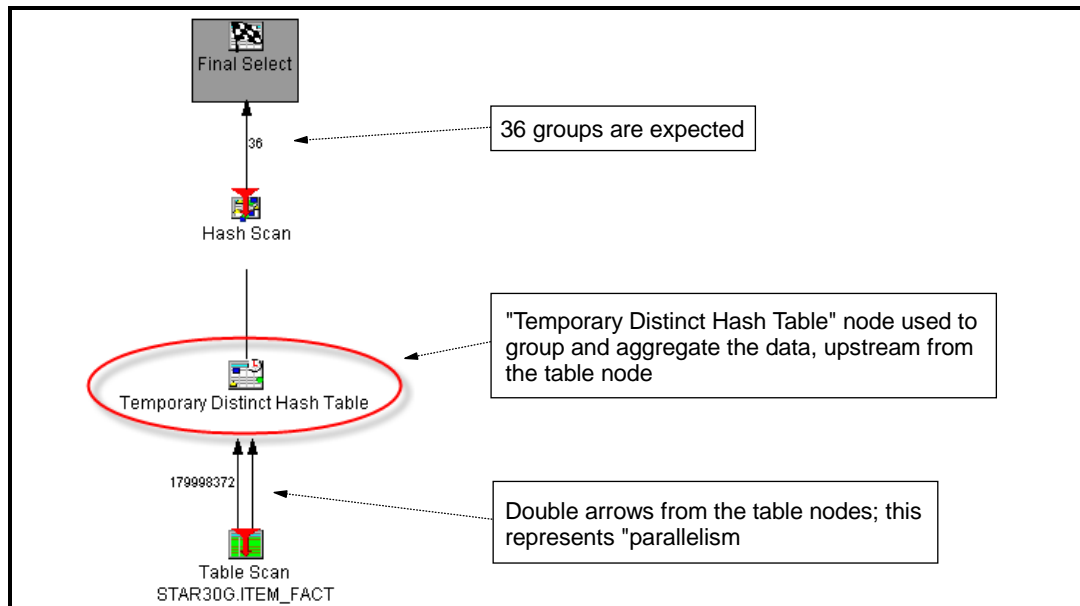 Final Select
36 groups are expected
36
Hash Scan
"Temporary Distinct Hash Table" node used to
group and aggregate the data, upstream from
the table node
Temporary Distinct Hash Table
179998372
Double arrows from the table nodes; this
represents "parallelism
Table Scan
STAR30G.ITEM_FACT